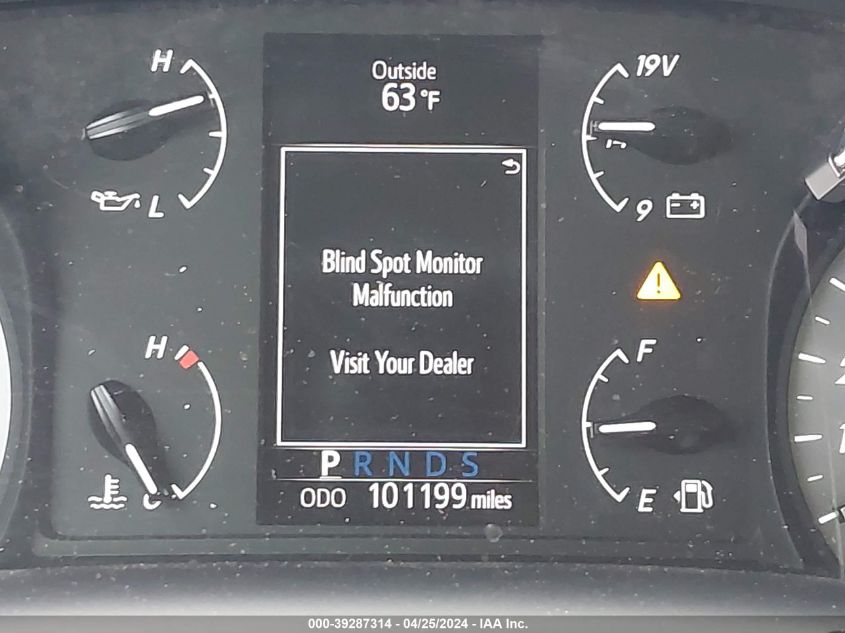 H
Outside
63°F
19V
14
L
9
Blind Spot Monitor
Malfunction
Visit Your Dealer
H
F
P R N D S
C
E
ODO 101199 miles
000-39287314 - 04/25/2024 - IAA Inc.